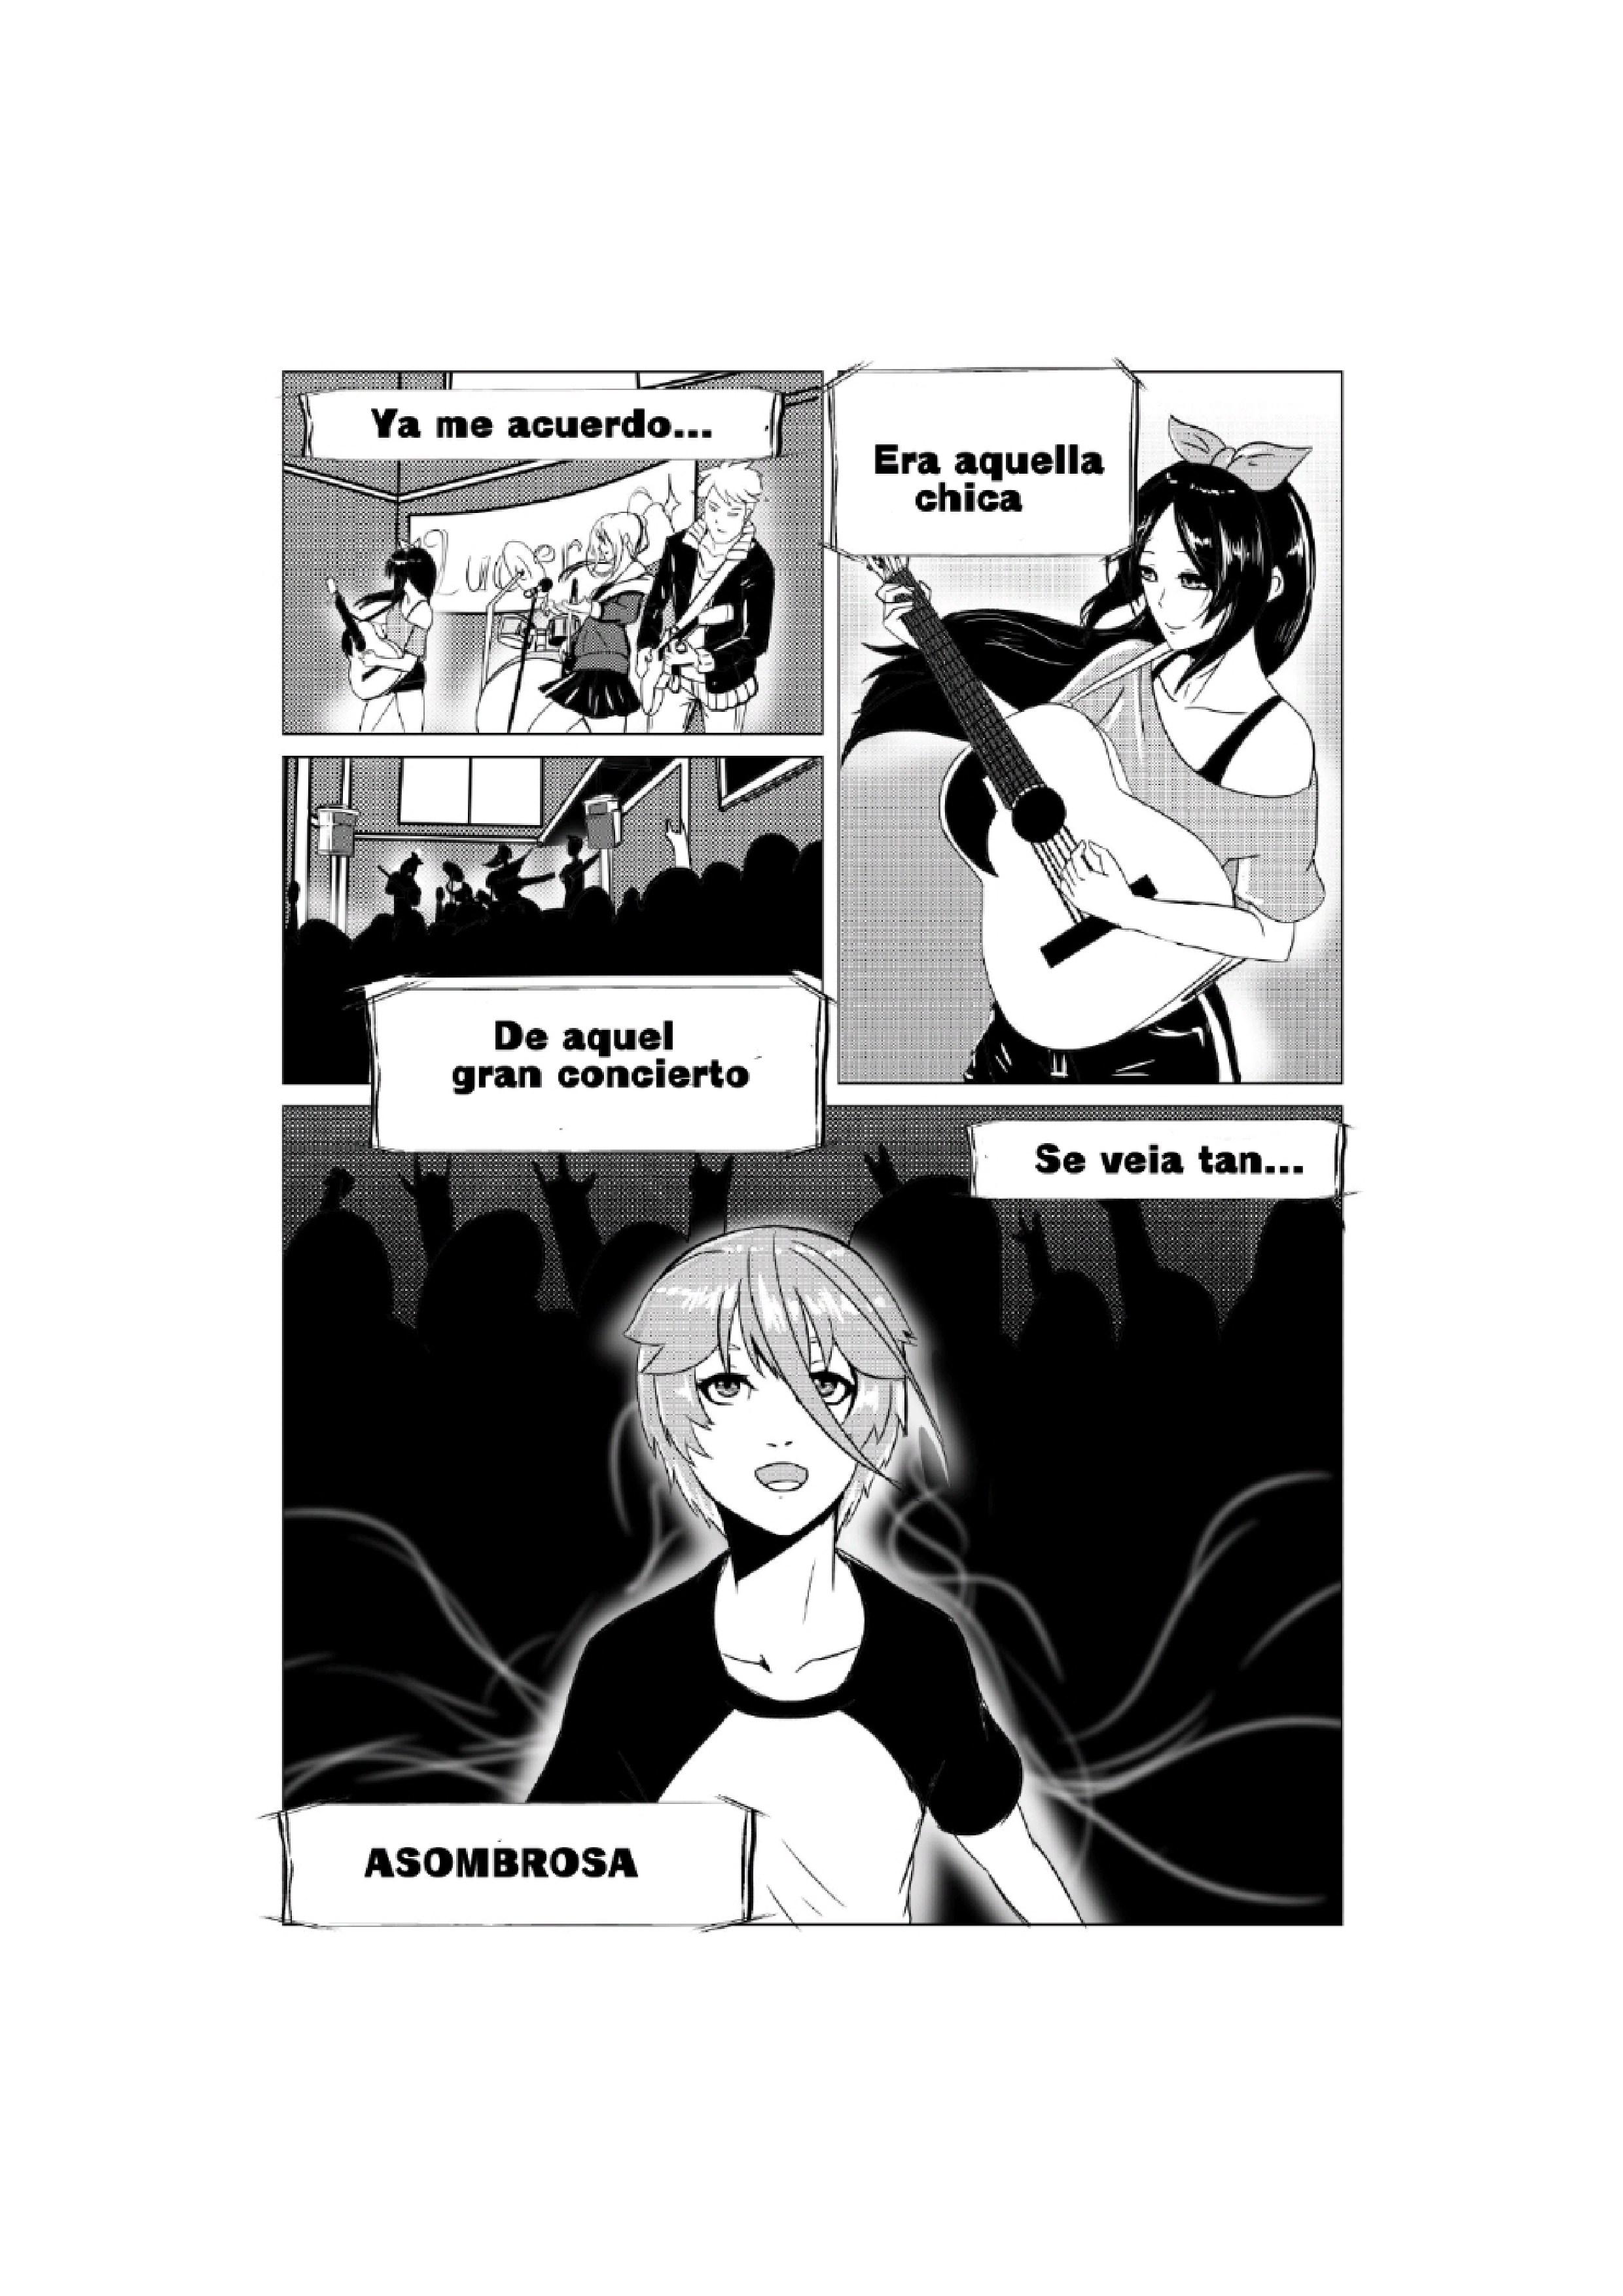 Ya me acuerdo...
Era aquella
chica
De aquel
gran concierto
Se veia tan...
ASOMBROSA